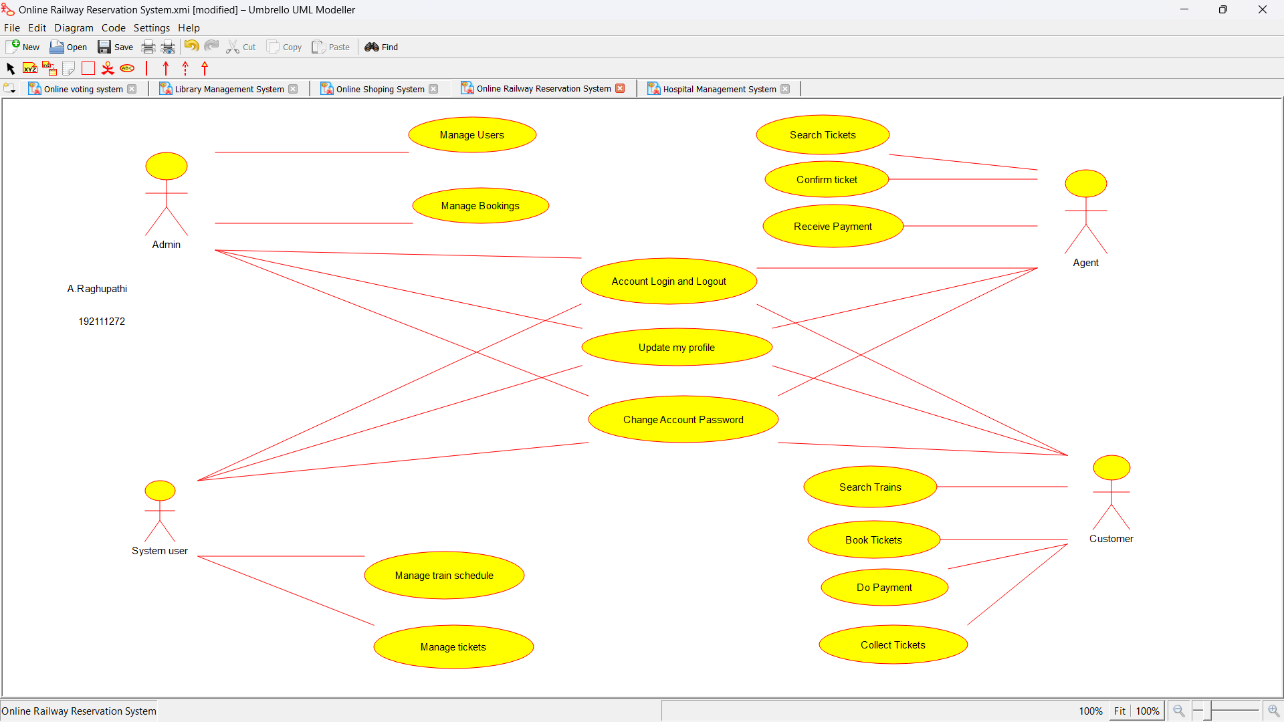 Online Railway Reservation System.xmi [modified] – Umbrello UML Modeller
File Edit Diagram Code Settings Help
New Open Save Cut Copy Paste Find
Online voting system Library Management System Online Shoping System Online Railway Reservation System Hospital Management System
Manage Users
Search Tickets
Confirm ticket
Manage Bookings
Receive Payment
Admin
Agent
Account Login and Logout
A.Raghupathi
192111272
Update my profile
Change Account Password
Search Trains
Book Tickets
Customer
System user
Manage train schedule
Do Payment
Manage tickets
Collect Tickets
Online Railway Reservation System 100% Fit 100%